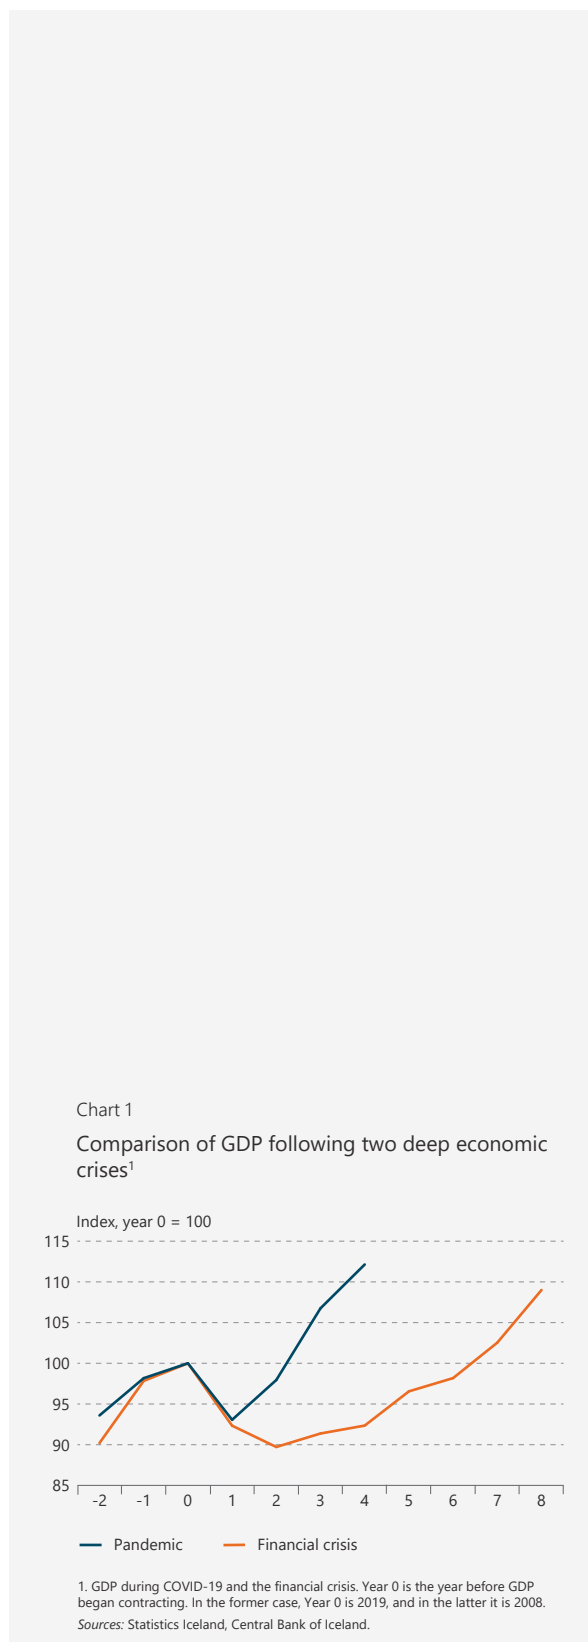 Chart 1
Comparison of GDP following two deep economic
crises1
Index, year 0 = 100
115
110
105
100
95
90
85
-2 -1 0 1 2 3 4 5 6 7 8
Pandemic Financial crisis
1. GDP during COVID-19 and the financial crisis. Year 0 is the year before GDP
began contracting. In the former case, Year 0 is 2019, and in the latter it is 2008.
Sources: Statistics Iceland, Central Bank of Iceland.